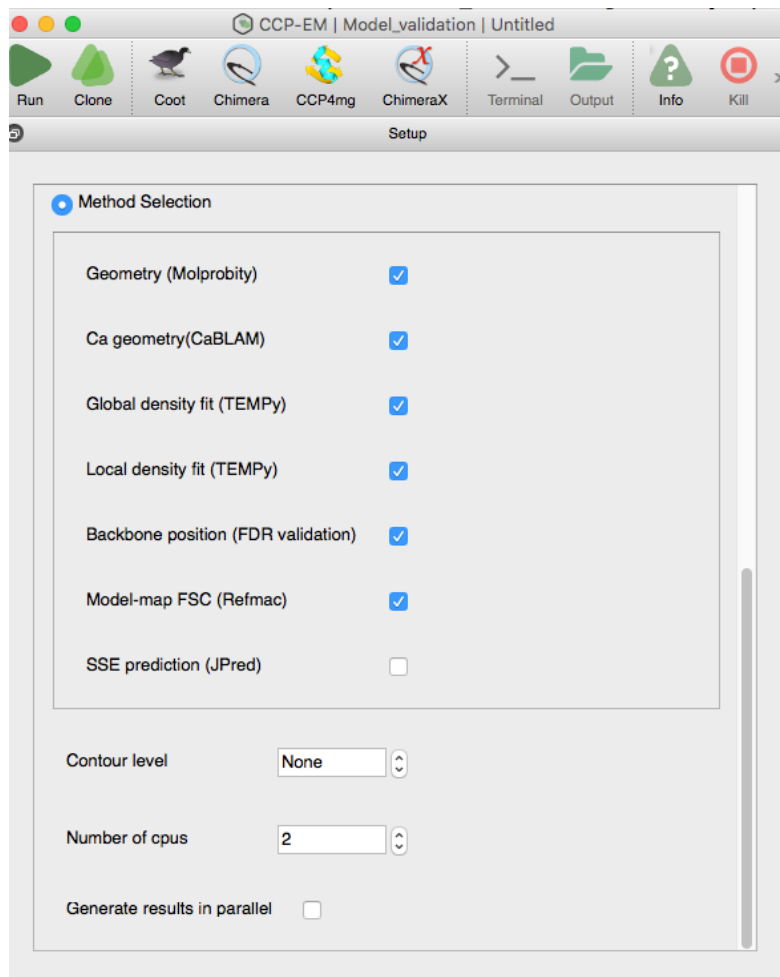 CCP-EM | Model_validation | Untitled
Run Clone Coot Chimera CCP4mg ChimeraX Terminal Output Info Kill
Setup
Method Selection
Geometry (Molprobity)
Ca geometry(CaBLAM)
Global density fit (TEMPy)
Local density fit (TEMPy)
Backbone position (FDR validation)
Model-map FSC (Refmac)
SSE prediction (JPred)
Contour level None
Number of cpus 2
Generate results in parallel